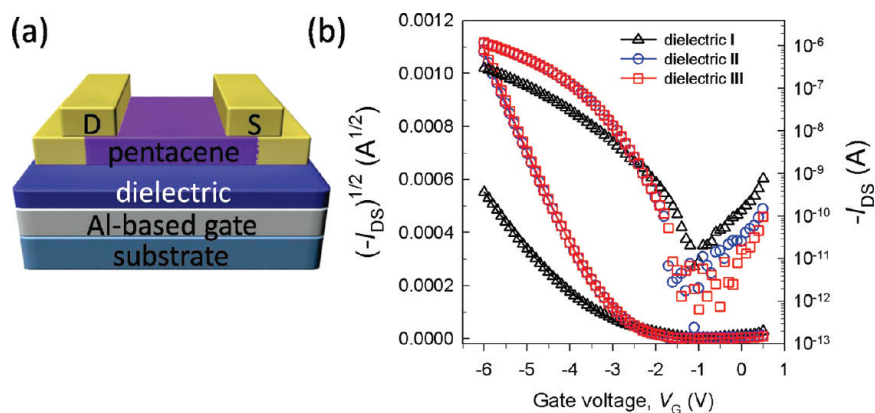 (a)
D
S
pentacene
dielectric
Al-based gate
substrate
(b)
(-I_DS)^1/2 (A^1/2)
0.0012
0.0010
0.0008
0.0006
0.0004
0.0002
0.0000
dielectric I
dielectric II
dielectric III
10^-6
10^-7
10^-8
10^-9
10^-10
10^-11
10^-12
10^-13
-I_DS (A)
-6 -5 -4 -3 -2 -1 0 1
Gate voltage, V_G (V)